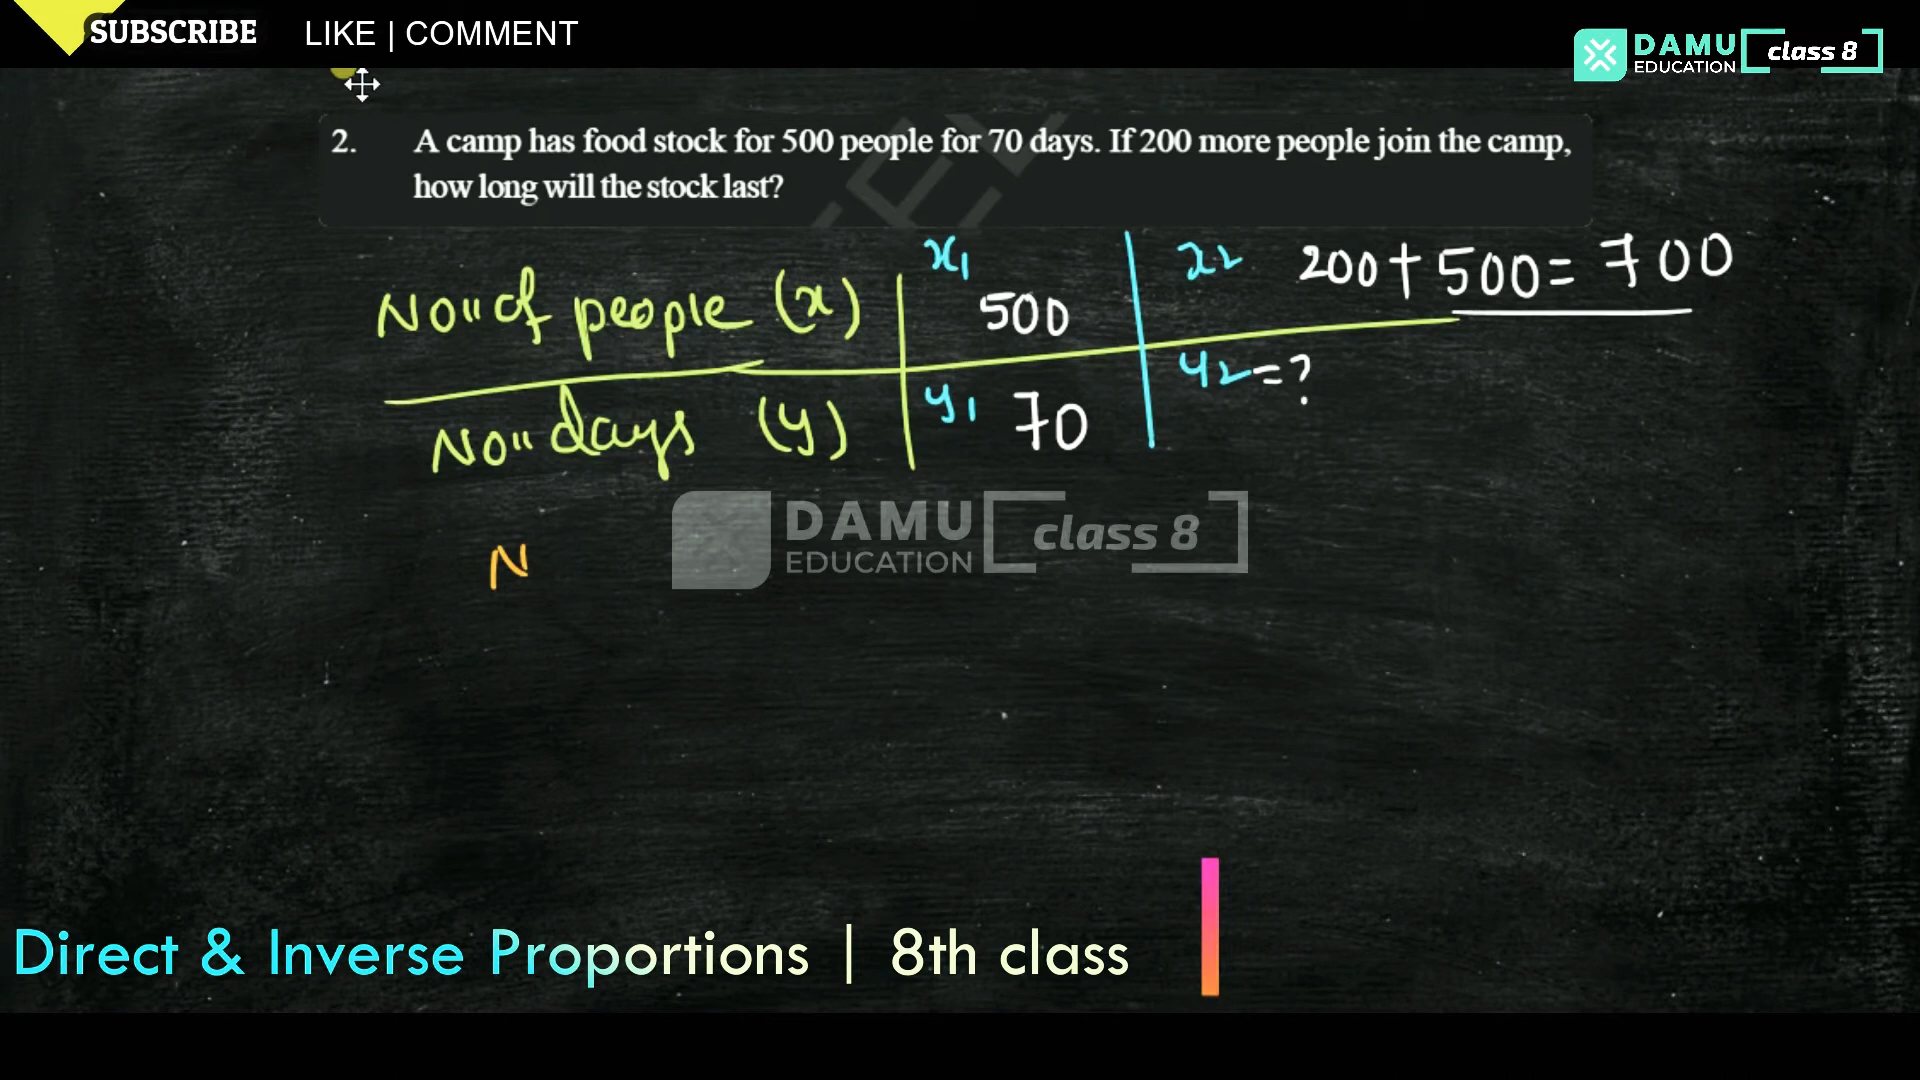 SUBSCRIBE LIKE | COMMENT
DAMU EDUCATION class 8
2. A camp has food stock for 500 people for 70 days. If 200 more people join the camp,
how long will the stock last?
x1 x2 200+500=700
No" of people (x) 500
y1 y2=?
No" days (y) 70
DAMU EDUCATION class 8
N
Direct & Inverse Proportions | 8th class